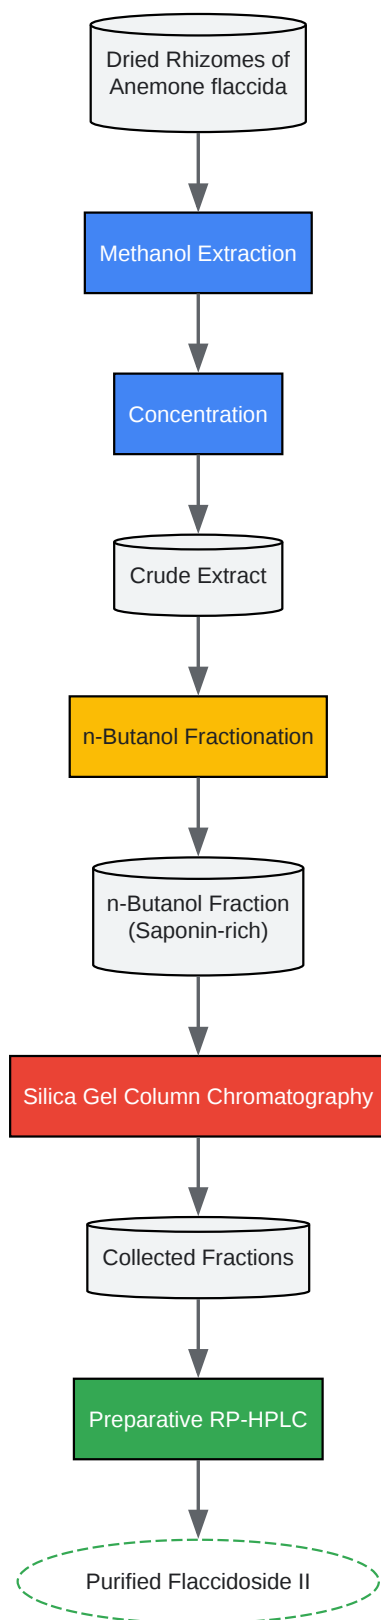 Dried Rhizomes of
Anemone flaccida
Methanol Extraction
Concentration
Crude Extract
n-Butanol Fractionation
n-Butanol Fraction
(Saponin-rich)
Silica Gel Column Chromatography
Collected Fractions
Preparative RP-HPLC
Purified Flaccidoside II